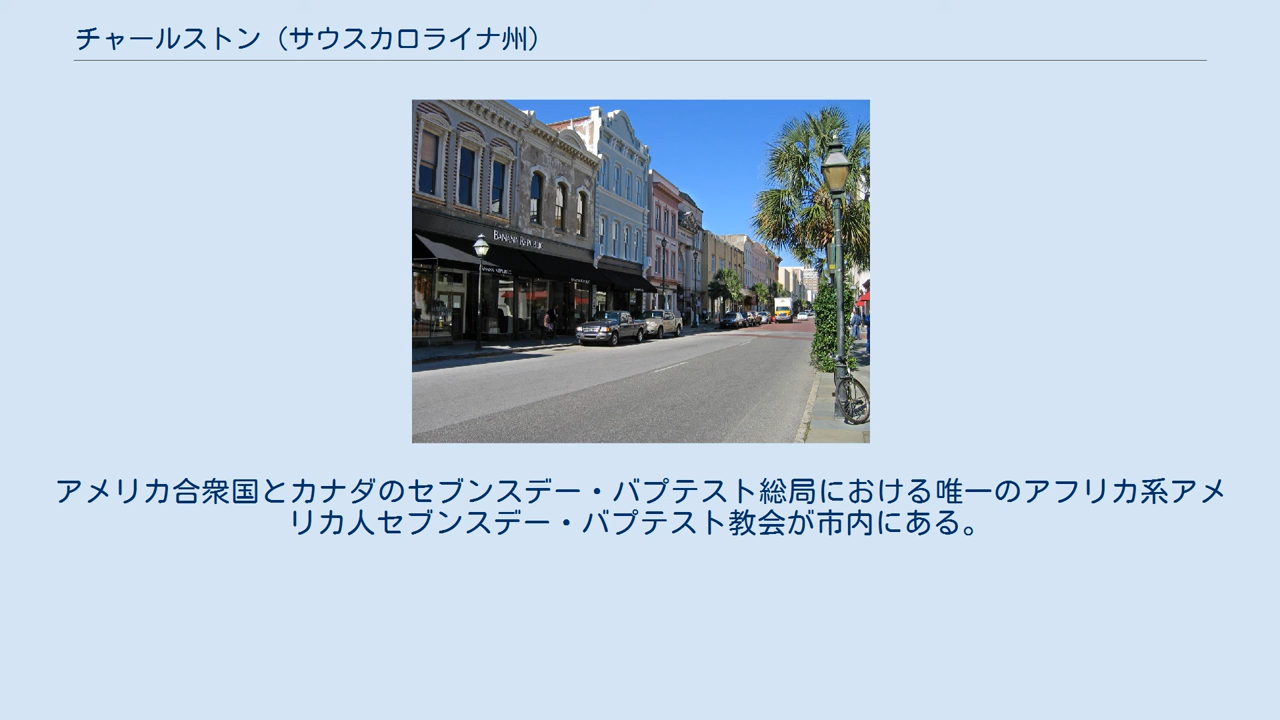 チャールストン（サウスカロライナ州）
BANANA REPUBLIC
アメリカ合衆国とカナダのセブンスデー・バプテスト総局における唯一のアフリカ系アメ
リカ人セブンスデー・バプテスト教会が市内にある。